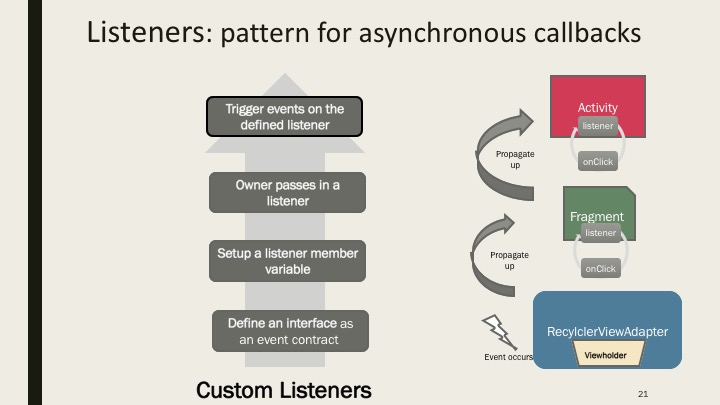 Listeners: pattern for asynchronous callbacks
Trigger events on the
defined listener
Owner passes in a
listener
Setup a listener member
variable
Define an interface as
an event contract
Custom Listeners
Activity
listener
onClick
Propagate
up
Fragment
listener
onClick
Propagate
up
RecylclerViewAdapter
Viewholder
Event occurs
21